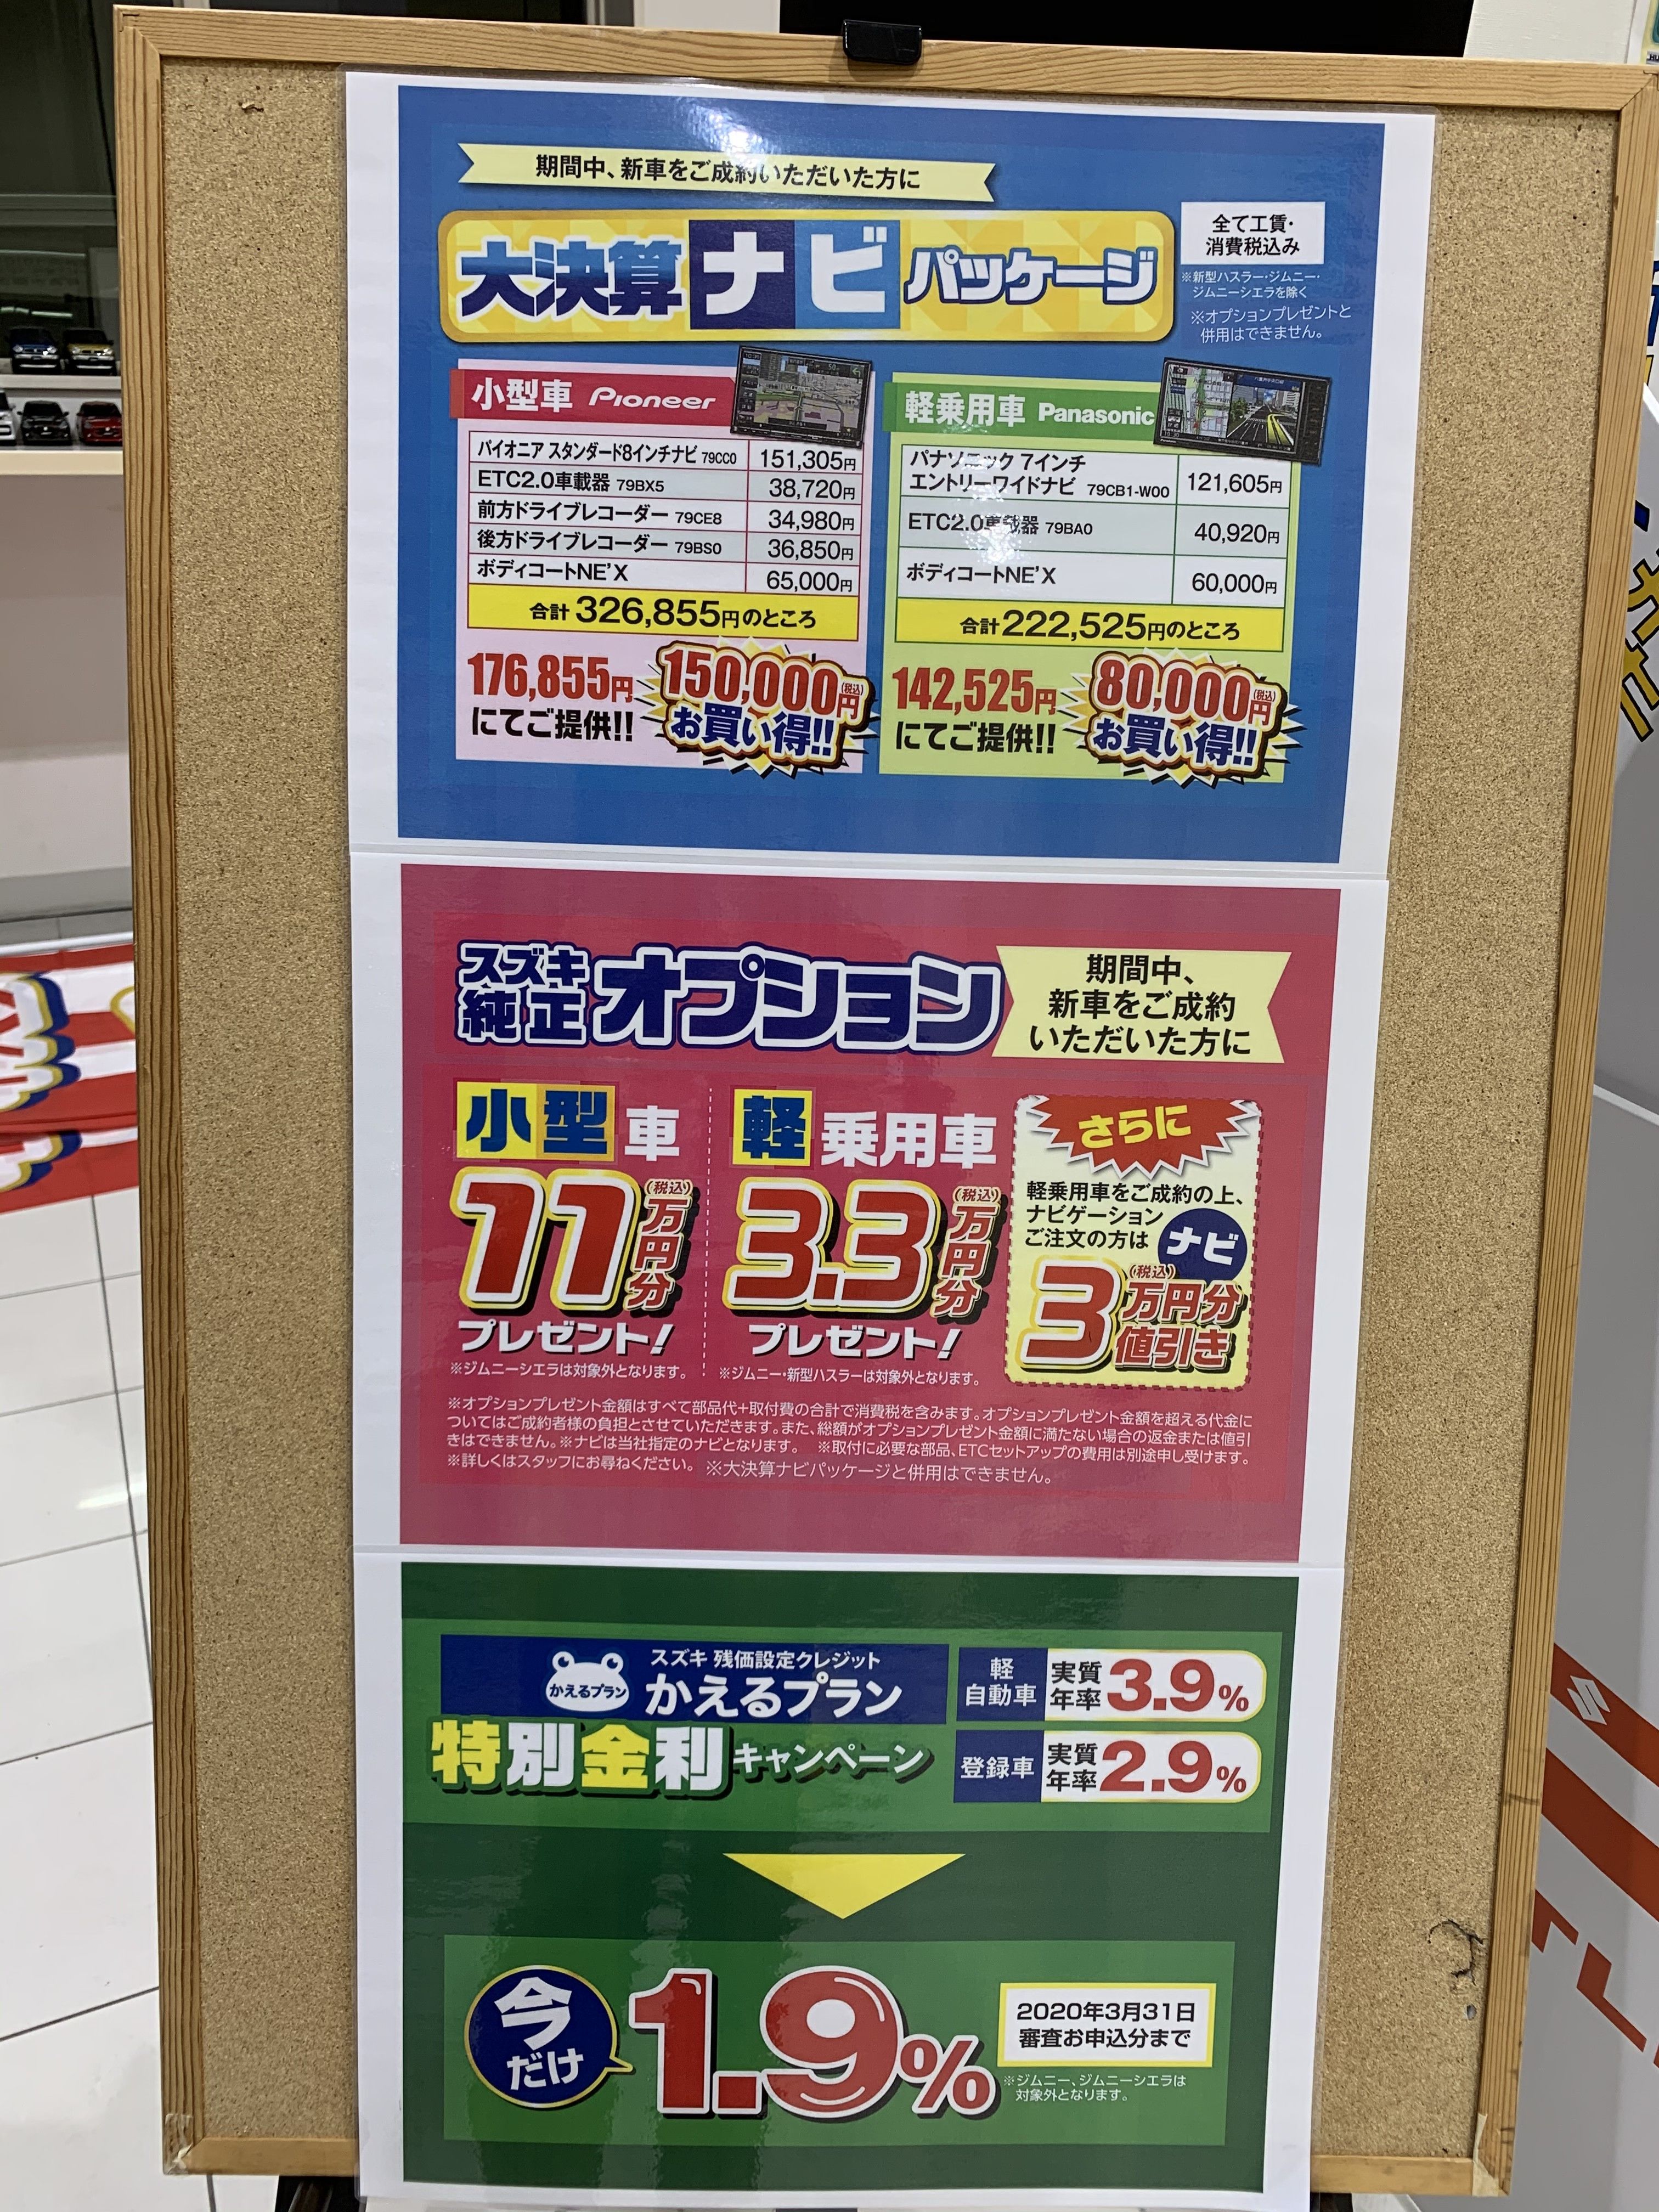 期間中、新車をご成約いただいた方に
大決算ナビパッケージ
全て工賃・
消費税込み
※新型ハスラー・ジムニー・
ジムニーシエラを除く
※オプションプレゼントと
併用はできません。
小型車 Pioneer
パイオニア スタンダード8インチナビ 79CC0 151,305円
ETC2.0車載器 79BX5 38,720円
前方ドライブレコーダー 79CE8 34,980円
後方ドライブレコーダー 79BS0 36,850円
ボディコートNE'X 65,000円
合計 326,855円のところ
176,855円
にてご提供!!
150,000円(税込)
お買い得!!
軽乗用車 Panasonic
パナソニック 7インチ
エントリーワイドナビ 79CB1-W00 121,605円
ETC2.0車載器 79BA0 40,920円
ボディコートNE'X 60,000円
合計222,525円のところ
142,525円
にてご提供!!
80,000円(税込)
お買い得!!
スズキ
純正オプション
期間中、
新車をご成約
いただいた方に
小型車
11万円分(税込)
プレゼント!
※ジムニーシエラは対象外となります。
軽乗用車
3.3万円分(税込)
プレゼント!
※ジムニー・新型ハスラーは対象外となります。
さらに
軽乗用車をご成約の上、
ナビゲーション
ご注文の方は
ナビ
3万円分(税込)
値引き
※オプションプレゼント金額はすべて部品代+取付費の合計で消費税を含みます。オプションプレゼント金額を超える代金に
ついてはご成約者様の負担とさせていただきます。また、総額がオプションプレゼント金額に満たない場合の返金または値引
きはできません。※ナビは当社指定のナビとなります。 ※取付に必要な部品、ETCセットアップの費用は別途申し受けます。
※詳しくはスタッフにお尋ねください。 ※大決算ナビパッケージと併用はできません。
かえるプラン
スズキ 残価設定クレジット
かえるプラン
特別金利キャンペーン
軽
自動車
実質
年率3.9%
登録車
実質
年率2.9%
今
だけ
1.9%
2020年3月31日
審査お申込分まで
※ジムニー、ジムニーシエラは
対象外となります。